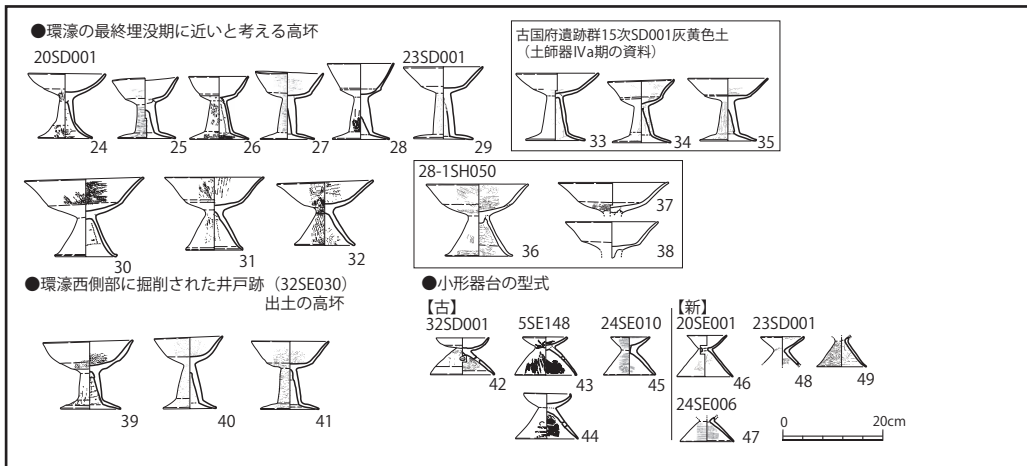 ●環濠の最終埋没期に近いと考える高坏
20SD001
23SD001
24
25
26
27
28
29
古国府遺跡群15次SD001灰黄色土
（土師器Ⅳa期の資料）
33
34
35
30
31
32
28-1SH050
36
37
38
●環濠西側部に掘削された井戸跡（32SE030）
出土の高坏
39
40
41
●小形器台の型式
【古】
【新】
32SD001
5SE148
24SE010
20SE001
23SD001
42
43
45
46
48
49
44
24SE006
47
0
20cm